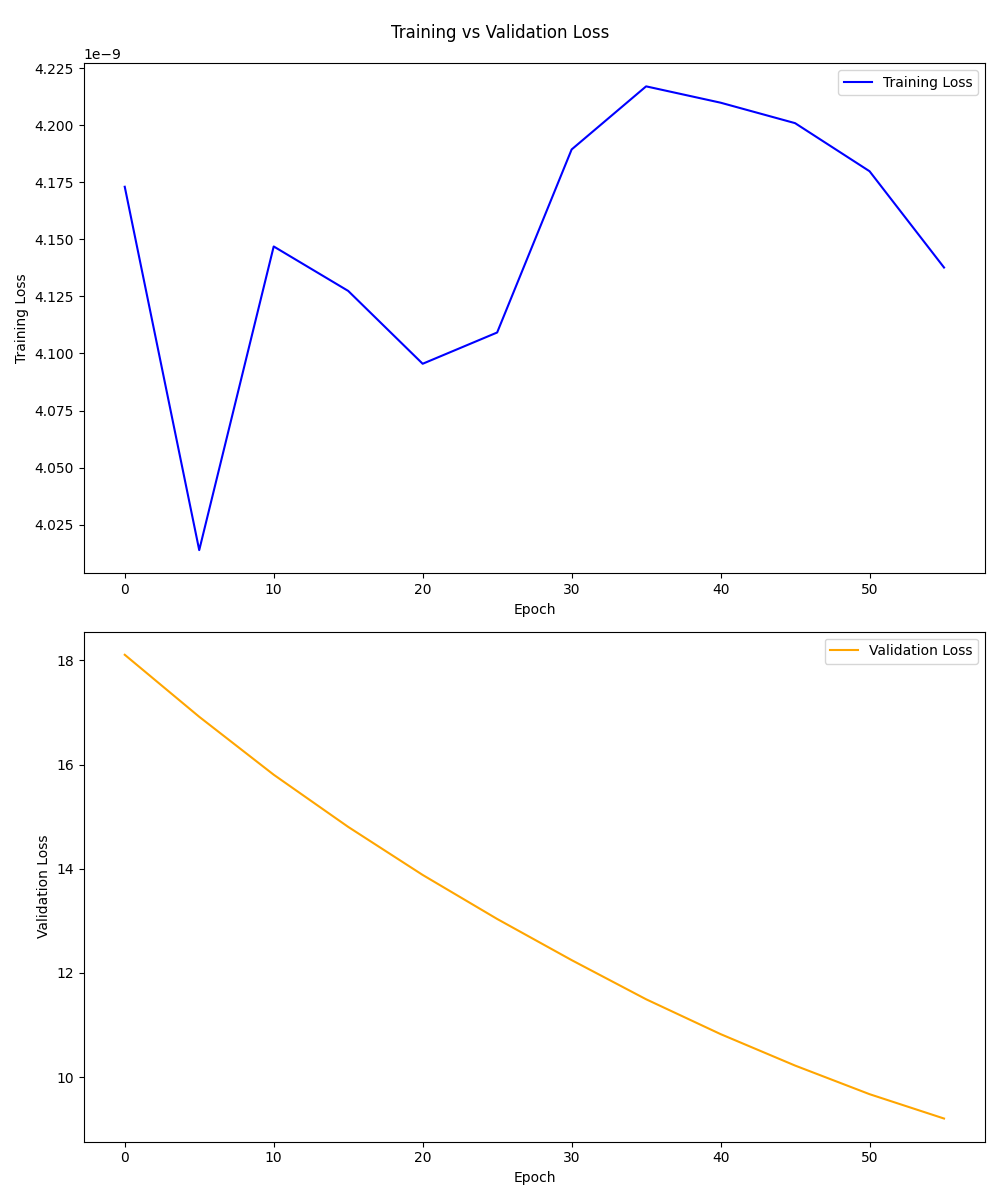 Training vs Validation Loss
1e−9
4.225
4.200
4.175
4.150
4.125
4.100
4.075
4.050
4.025
Training Loss
Training Loss
0 10 20 30 40 50
Epoch
18
16
14
12
10
Validation Loss
Validation Loss
0 10 20 30 40 50
Epoch